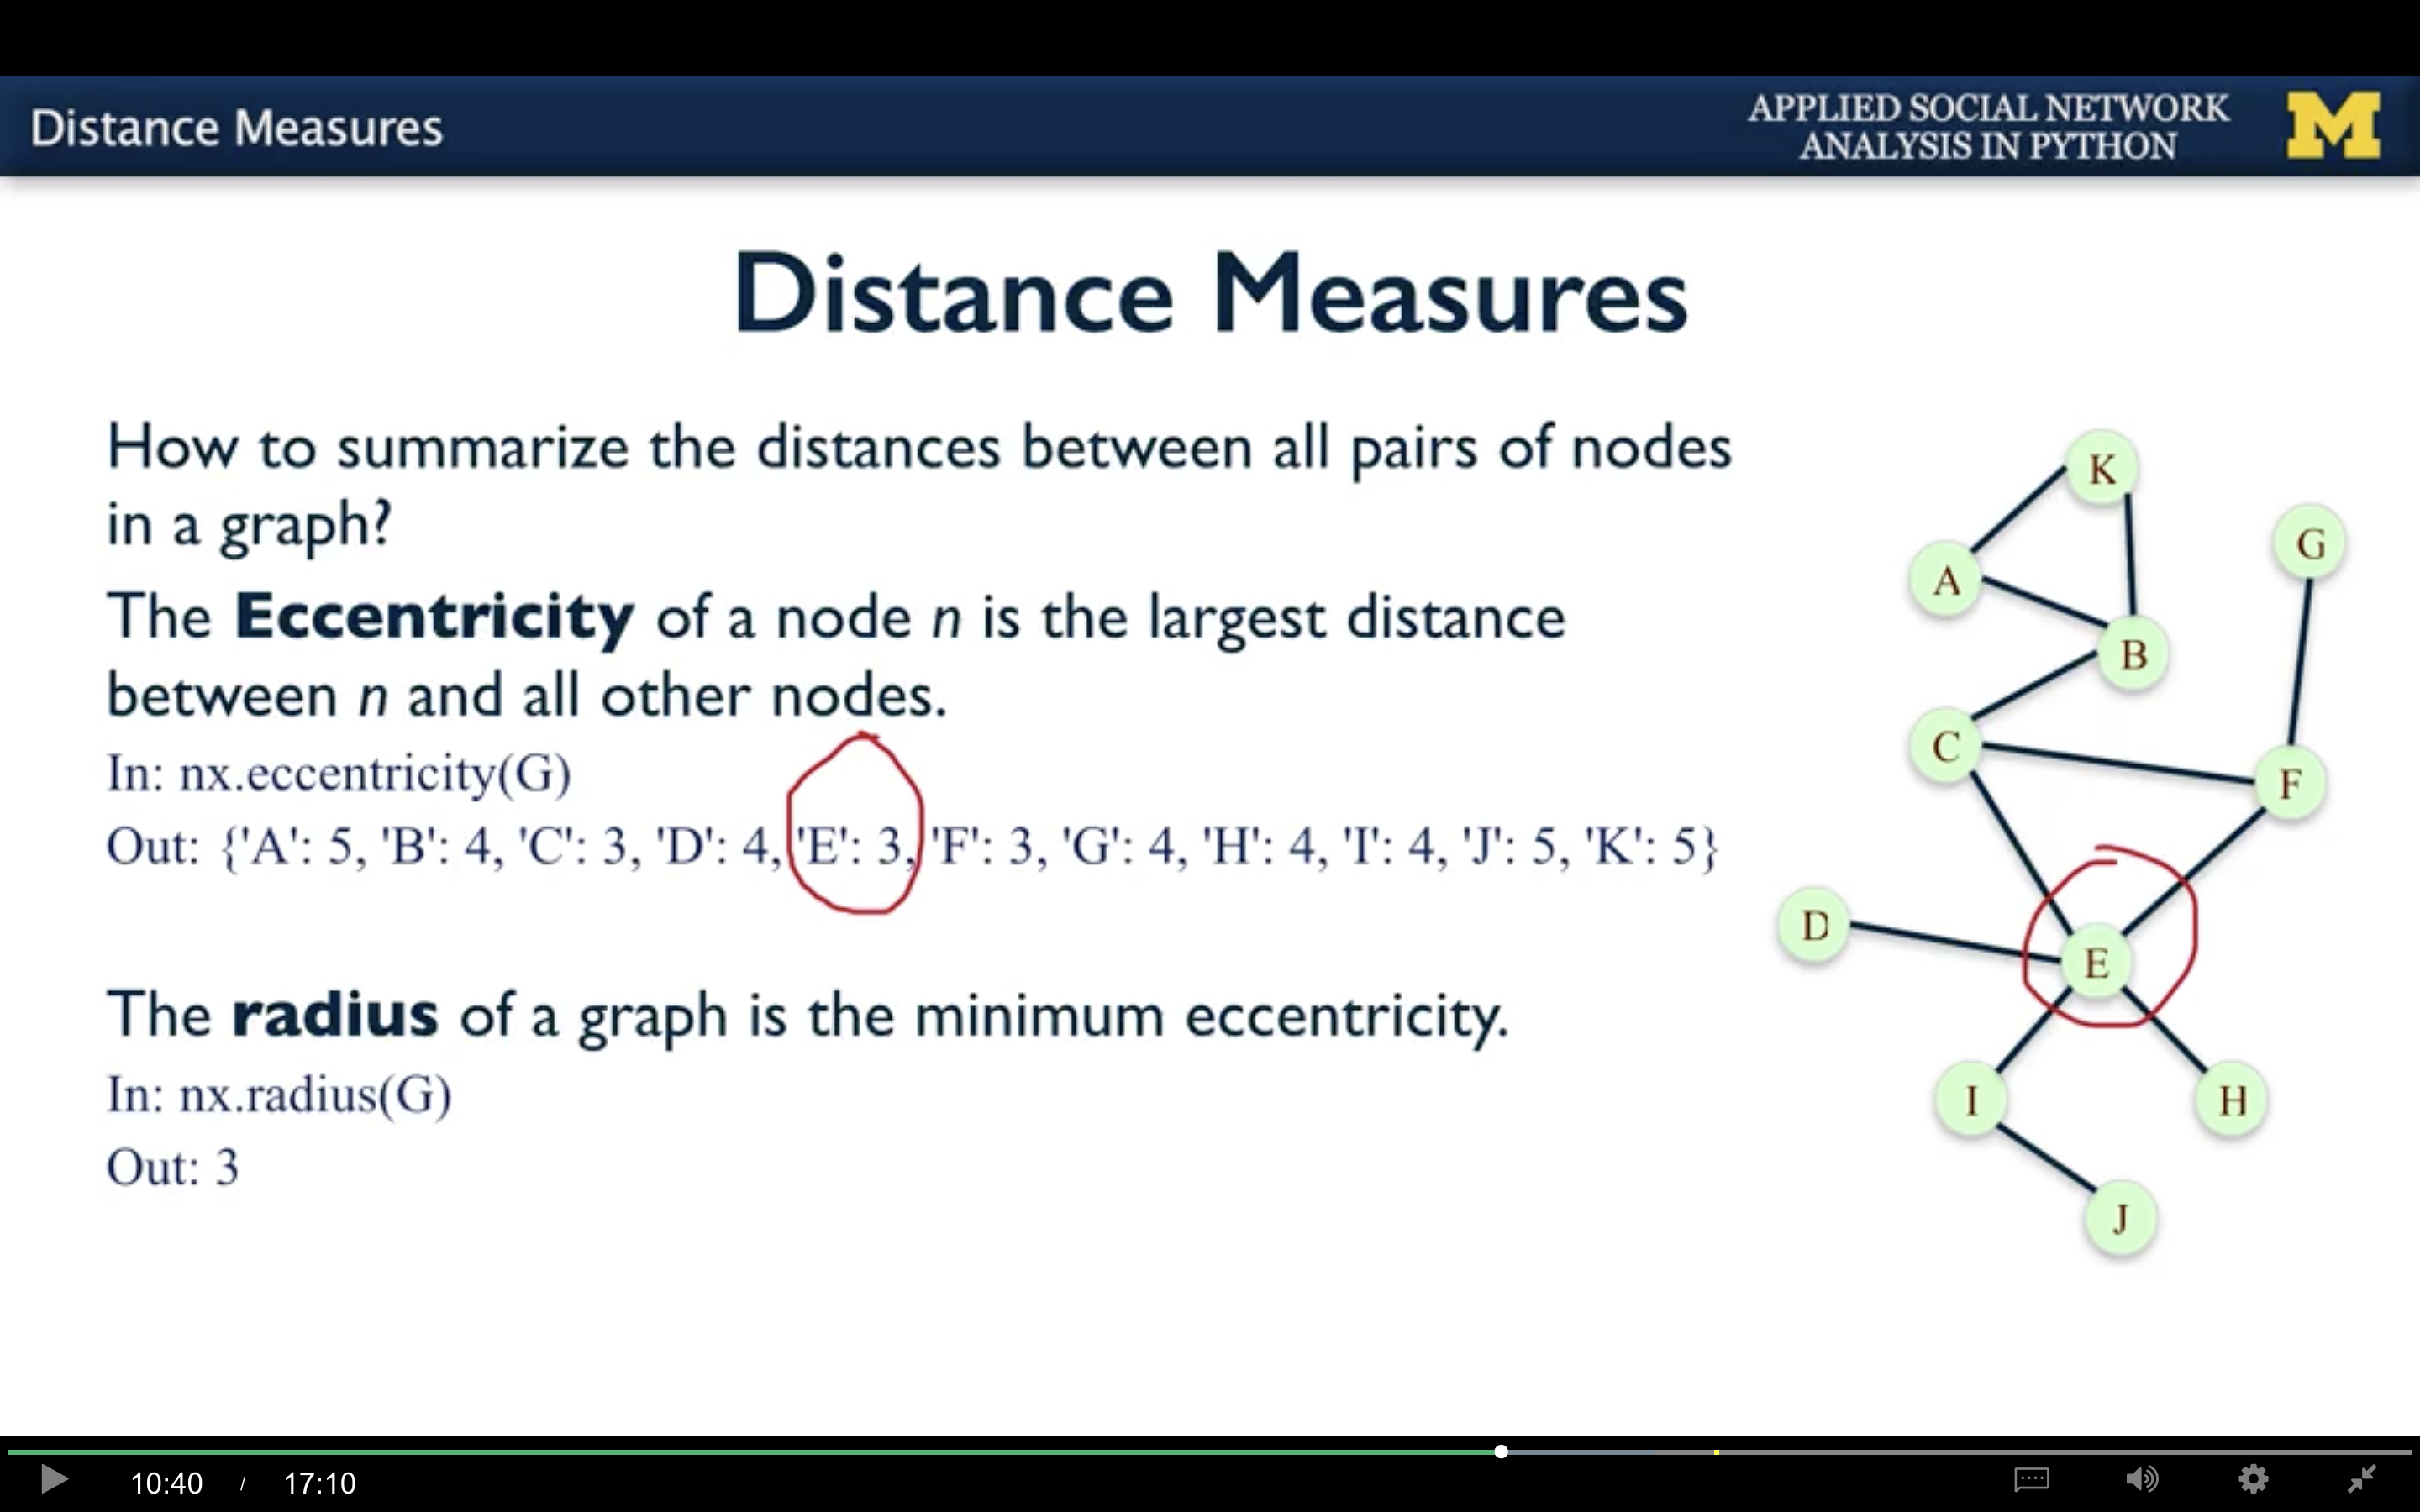 Distance Measures
APPLIED SOCIAL NETWORK
ANALYSIS IN PYTHON
M
Distance Measures
How to summarize the distances between all pairs of nodes
in a graph?
The Eccentricity of a node n is the largest distance
between n and all other nodes.
In: nx.eccentricity(G)
Out: {'A': 5, 'B': 4, 'C': 3, 'D': 4, 'E': 3, 'F': 3, 'G': 4, 'H': 4, 'I': 4, 'J': 5, 'K': 5}
The radius of a graph is the minimum eccentricity.
In: nx.radius(G)
Out: 3
K
G
A
B
C
F
D
E
I
H
J
10:40 / 17:10